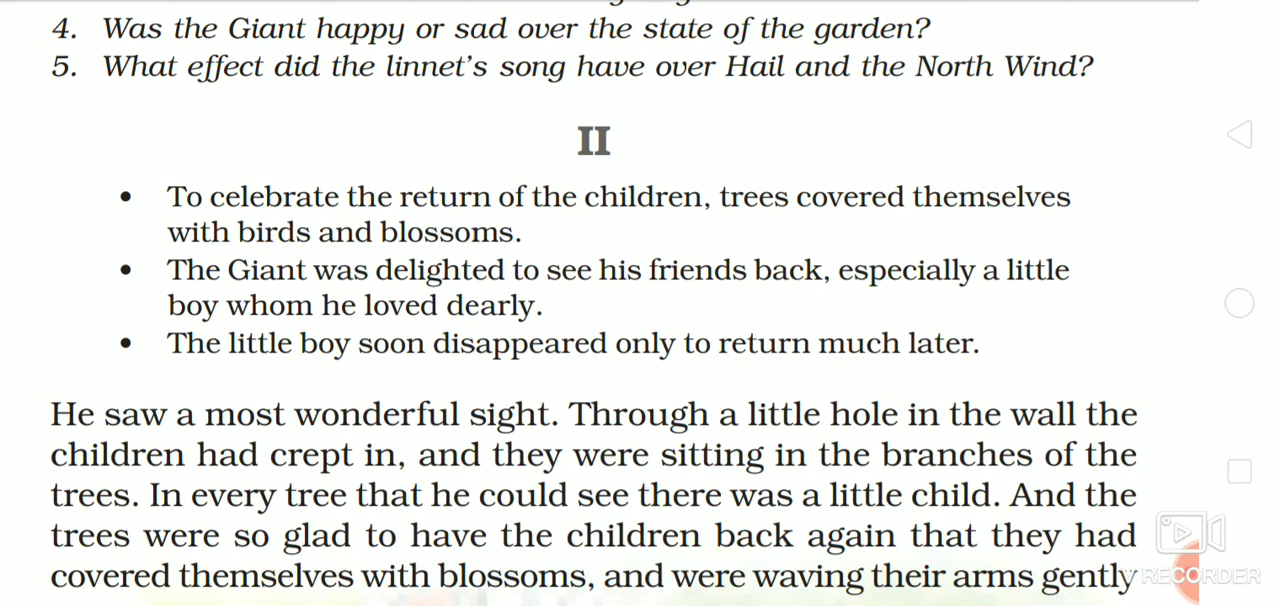 4. Was the Giant happy or sad over the state of the garden?
5. What effect did the linnet's song have over Hail and the North Wind?
II
• To celebrate the return of the children, trees covered themselves
with birds and blossoms.
• The Giant was delighted to see his friends back, especially a little
boy whom he loved dearly.
• The little boy soon disappeared only to return much later.
He saw a most wonderful sight. Through a little hole in the wall the
children had crept in, and they were sitting in the branches of the
trees. In every tree that he could see there was a little child. And the
trees were so glad to have the children back again that they had
covered themselves with blossoms, and were waving their arms gently
RECORDER